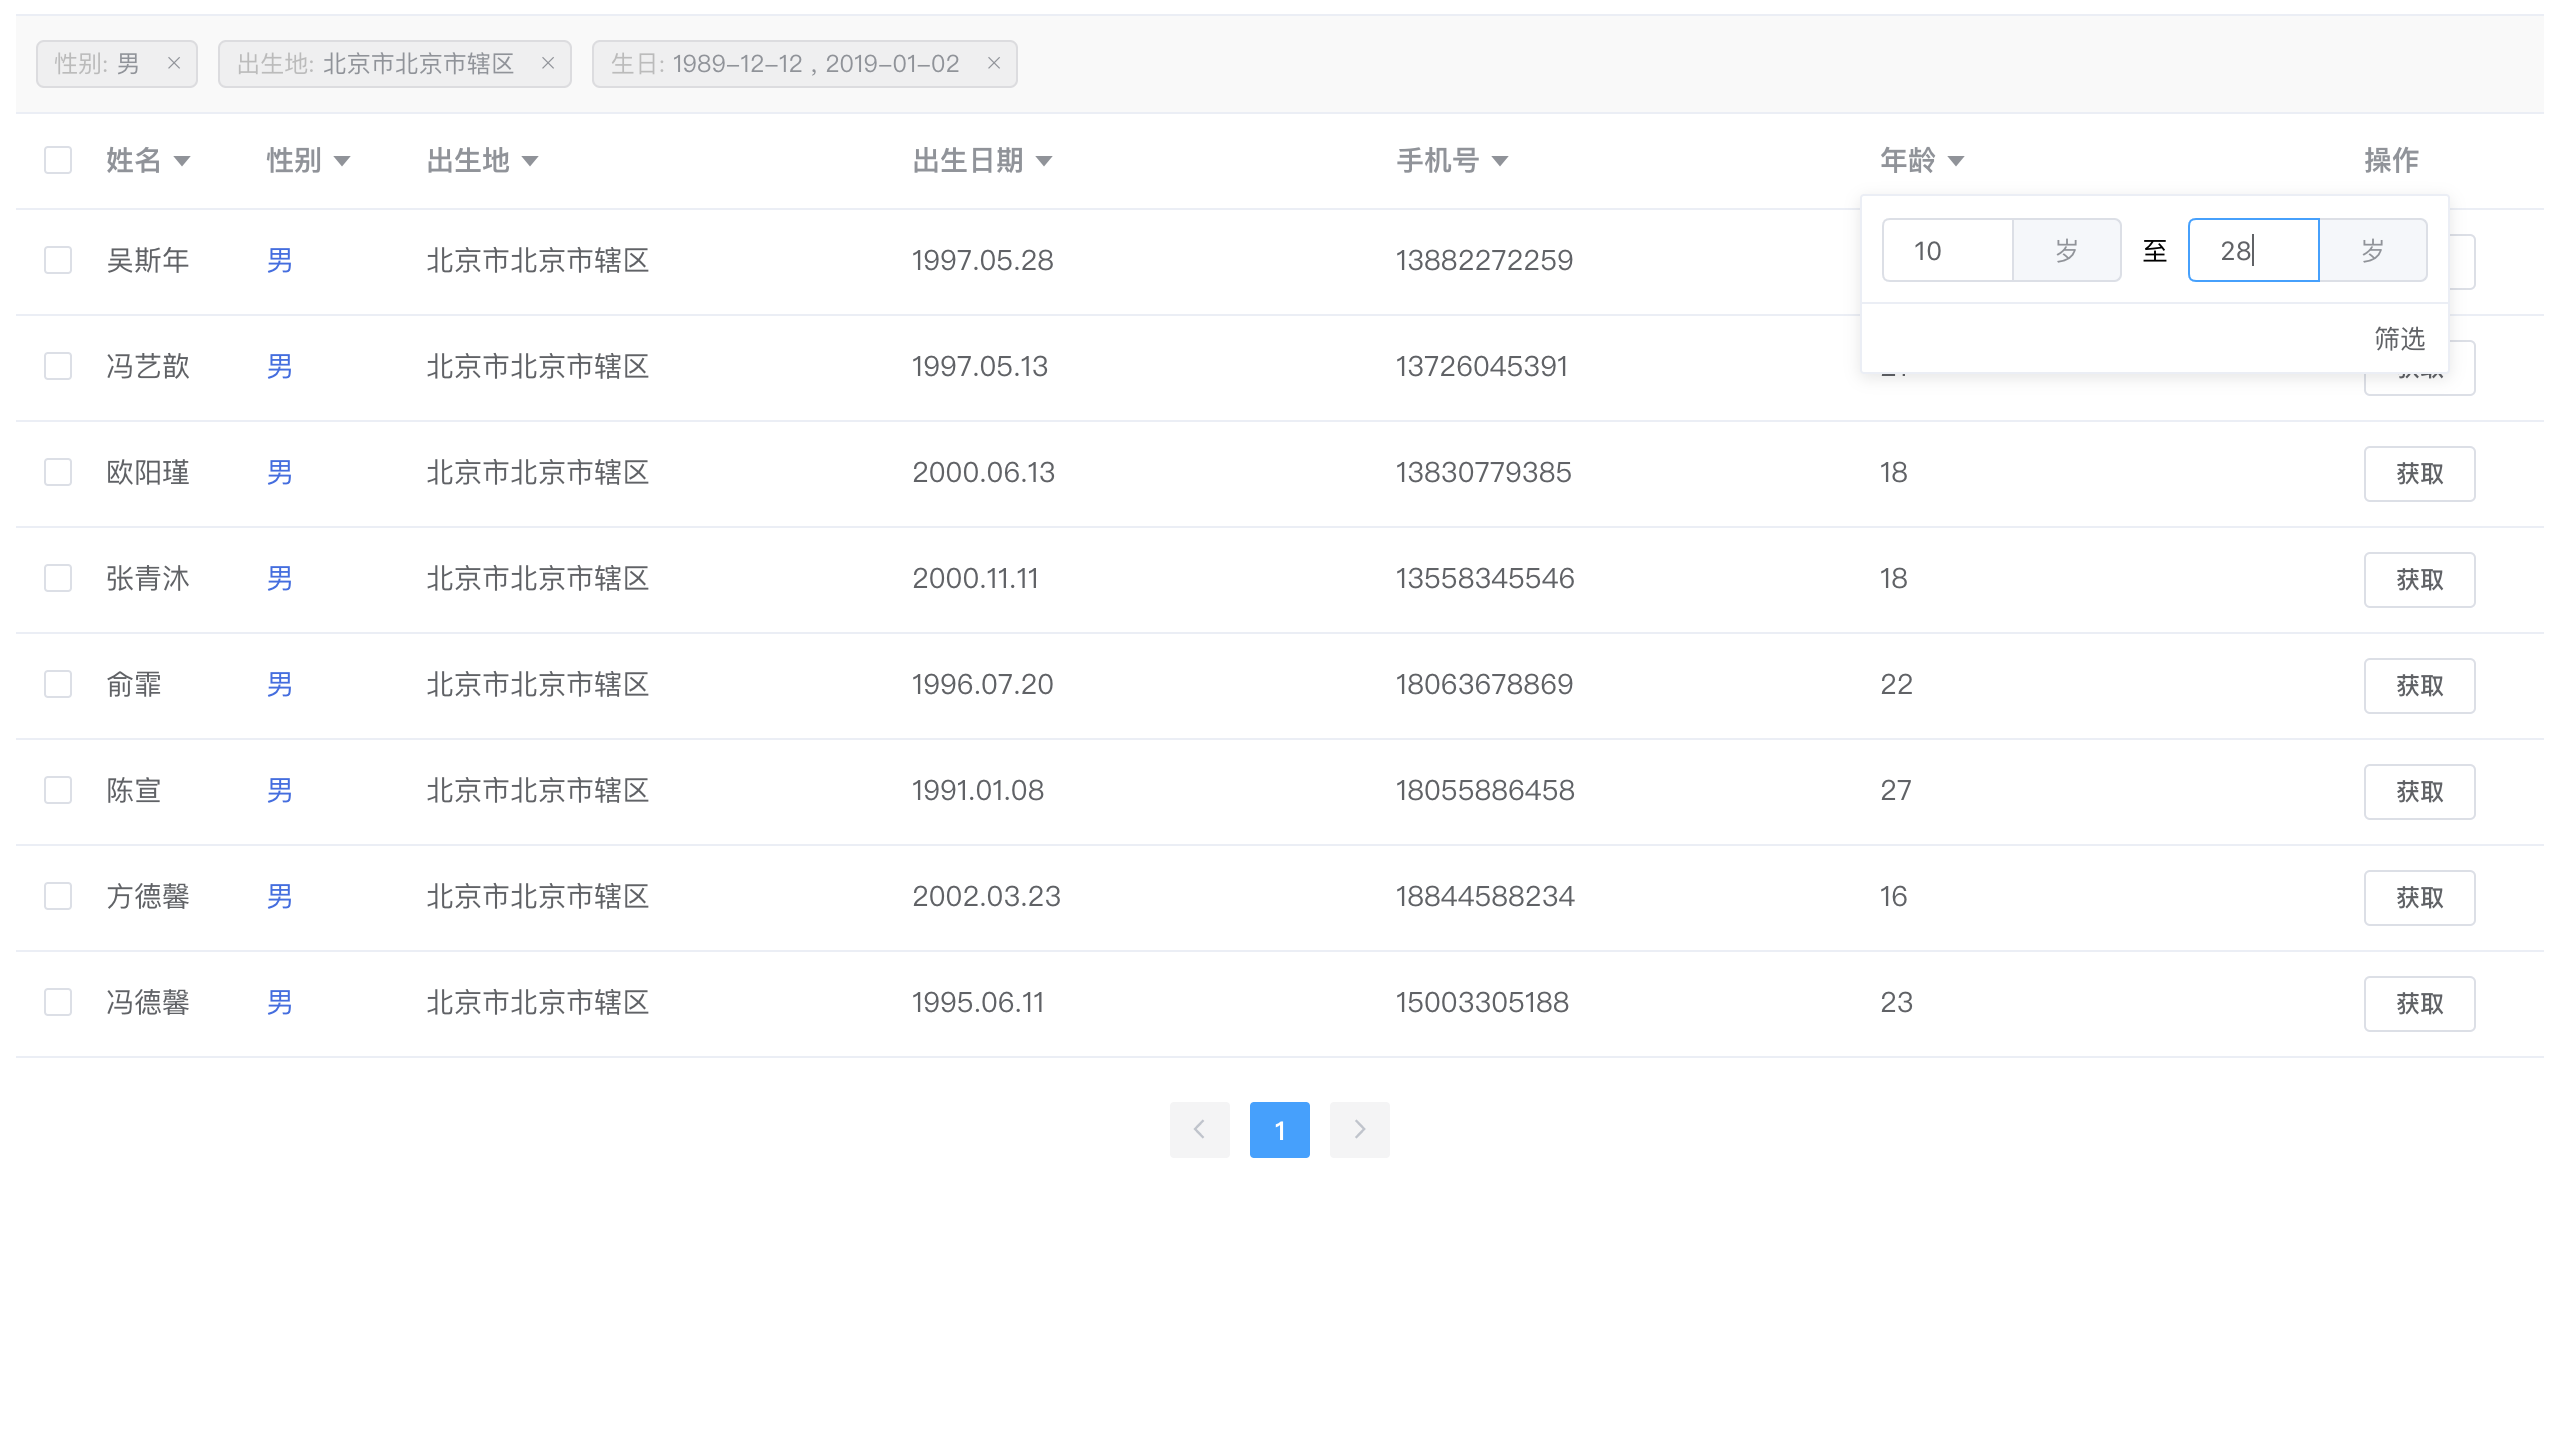 性别: 男 × 出生地: 北京市北京市辖区 × 生日: 1989-12-12 , 2019-01-02 ×
姓名 性别 出生地 出生日期 手机号 年龄 操作
吴斯年 男 北京市北京市辖区 1997.05.28 13882272259 10 岁 至 28 岁
筛选
冯艺歆 男 北京市北京市辖区 1997.05.13 13726045391
欧阳瑾 男 北京市北京市辖区 2000.06.13 13830779385 18 获取
张青沐 男 北京市北京市辖区 2000.11.11 13558345546 18 获取
俞霏 男 北京市北京市辖区 1996.07.20 18063678869 22 获取
陈宣 男 北京市北京市辖区 1991.01.08 18055886458 27 获取
方德馨 男 北京市北京市辖区 2002.03.23 18844588234 16 获取
冯德馨 男 北京市北京市辖区 1995.06.11 15003305188 23 获取
1